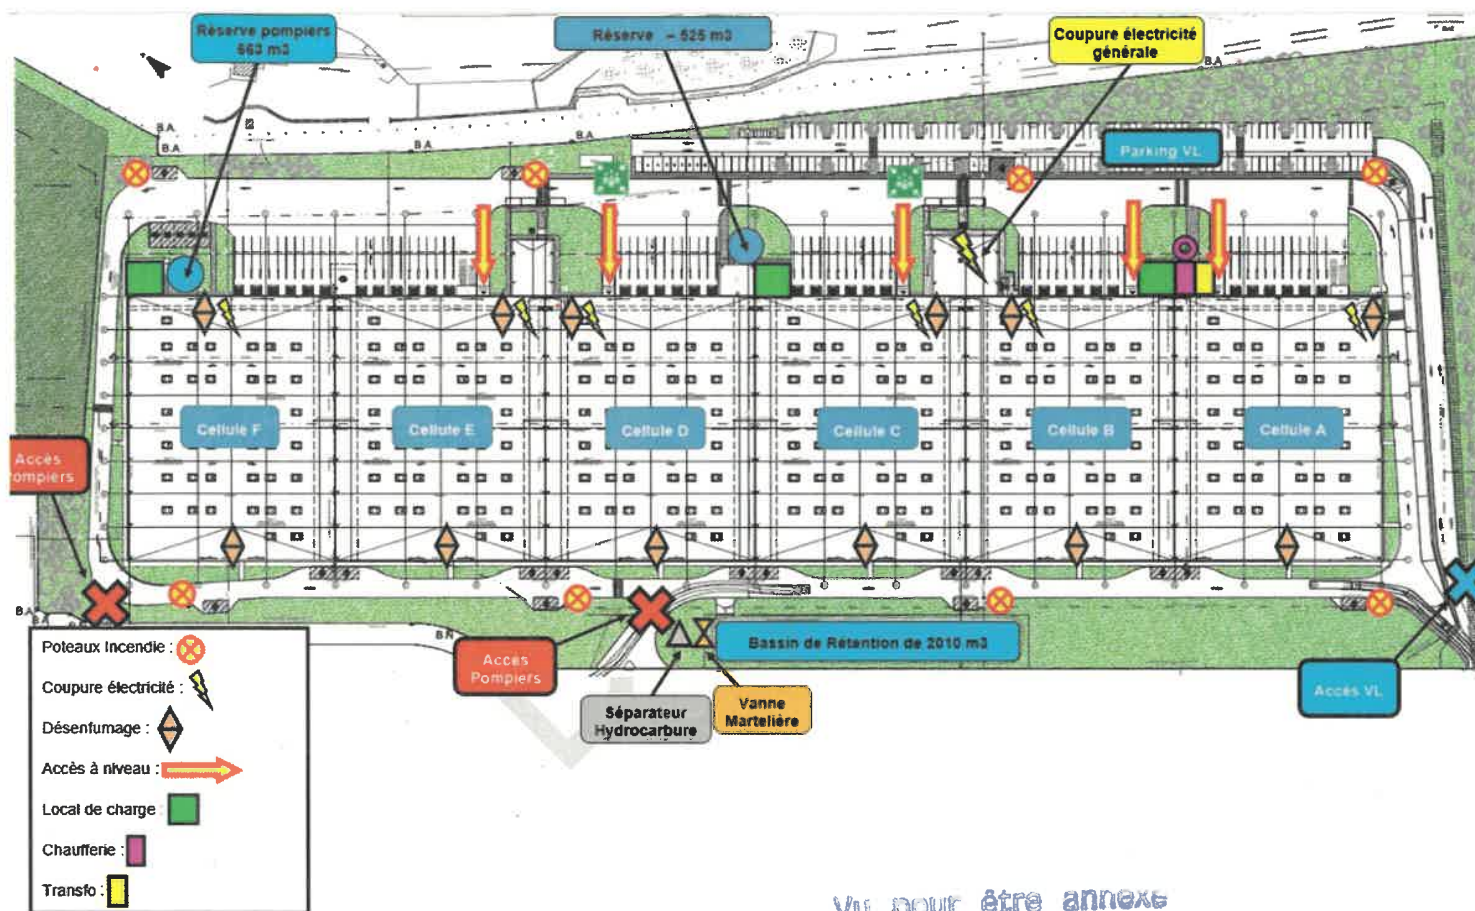 Réserve pompiers
663 m3
Réserve – 525 m3
Coupure électricité
générale
B.A.
B.A.
B.A.
B.A.
B.A.
Parking VL
Cellule F
Cellule E
Cellule D
Cellule C
Cellule B
Cellule A
Accès
Pompiers
B.A.
B.A.
Accès
Pompiers
Bassin de Rétention de 2010 m3
Accès VL
Séparateur
Hydrocarbure
Vanne
Martelière
Poteaux Incendie :
Coupure électricité :
Désenfumage :
Accès à niveau :
Local de charge :
Chaufferie :
Transfo :
Vu pour être annexé